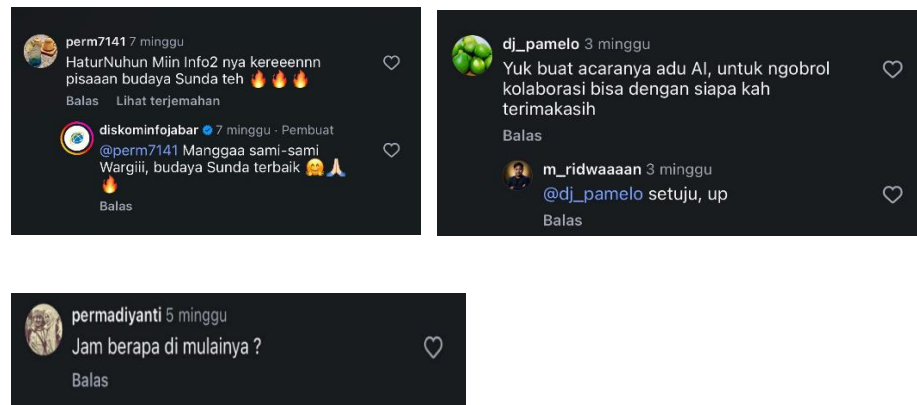 perm7141 7 minggu
HaturNuhun Miin Info2 nya kereeennn
pisaaan budaya Sunda teh 🔥🔥🔥
Balas Lihat terjemahan
diskominfojabar 7 minggu · Pembuat
@perm7141 Manggaa sami-sami
Wargiii, budaya Sunda terbaik 🤗🙏🏻
🔥
Balas
dj_pamelo 3 minggu
Yuk buat acaranya adu AI, untuk ngobrol
kolaborasi bisa dengan siapa kah
terimakasih
Balas
m_ridwaaaan 3 minggu
@dj_pamelo setuju, up
Balas
permadiyanti 5 minggu
Jam berapa di mulainya ?
Balas